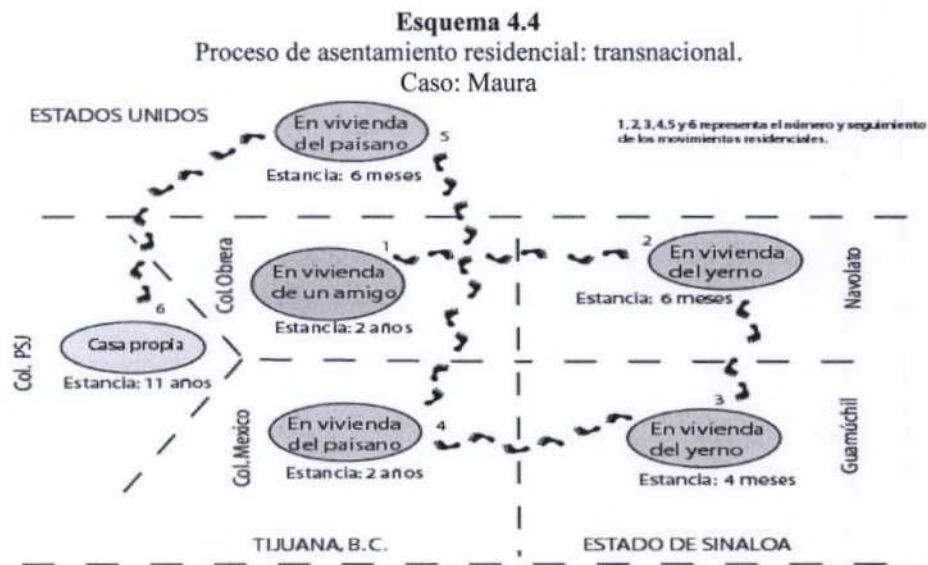 Esquema 4.4
Proceso de asentamiento residencial: transnacional.
Caso: Maura
ESTADOS UNIDOS
1,2,3,4,5 y 6 representa el número y seguimiento
de los movimientos residenciales.
En vivienda
del paisano
5
Estancia: 6 meses
Col. Obrera
1
En vivienda
de un amigo
Estancia: 2 años
2
En vivienda
del yerno
Estancia: 6 meses
Navolato
6
Casa propia
Estancia: 11 años
Col. PSJ
Col. Mexico
En vivienda
del paisano
4
Estancia: 2 años
3
En vivienda
del yerno
Estancia: 4 meses
Guamúchil
TIJUANA, B.C.
ESTADO DE SINALOA